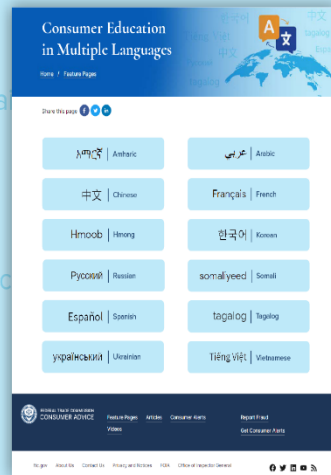 Consumer Education
in Multiple Languages
Home / Feature Pages
Share this page
አማርኛ | Amharic
عربي | Arabic
中文 | Chinese
Français | French
Hmoob | Hmong
한국어 | Korean
Русский | Russian
somaliyeed | Somali
Español | Spanish
tagalog | Tagalog
український | Ukrainian
Tiếng Việt | Vietnamese
FEDERAL TRADE COMMISSION
CONSUMER ADVICE
Feature Pages Articles Consumer Alerts
Videos
Report Fraud
Get Consumer Alerts
ftc.gov About Us Contact Us Privacy and Notices FOIA Office of Inspector General